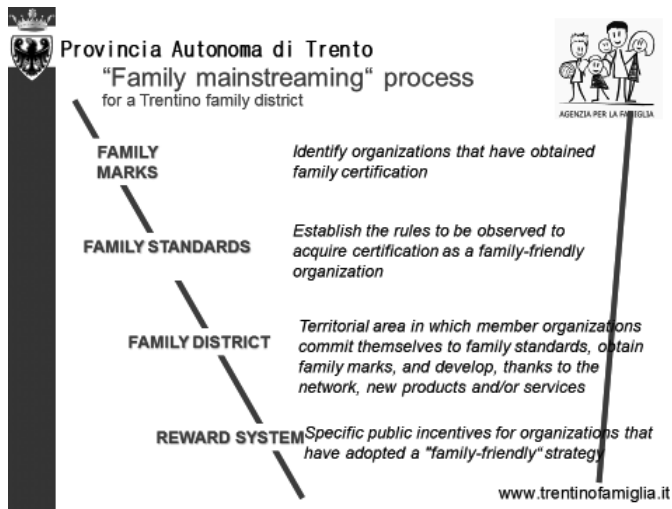 Provincia Autonoma di Trento
“Family mainstreaming“ process
for a Trentino family district
AGENZIA PER LA FAMIGLIA
FAMILY
MARKS
Identify organizations that have obtained
family certification
FAMILY STANDARDS
Establish the rules to be observed to
acquire certification as a family-friendly
organization
FAMILY DISTRICT
Territorial area in which member organizations
commit themselves to family standards, obtain
family marks, and develop, thanks to the
network, new products and/or services
REWARD SYSTEM
Specific public incentives for organizations that
have adopted a "family-friendly“ strategy
www.trentinofamiglia.it